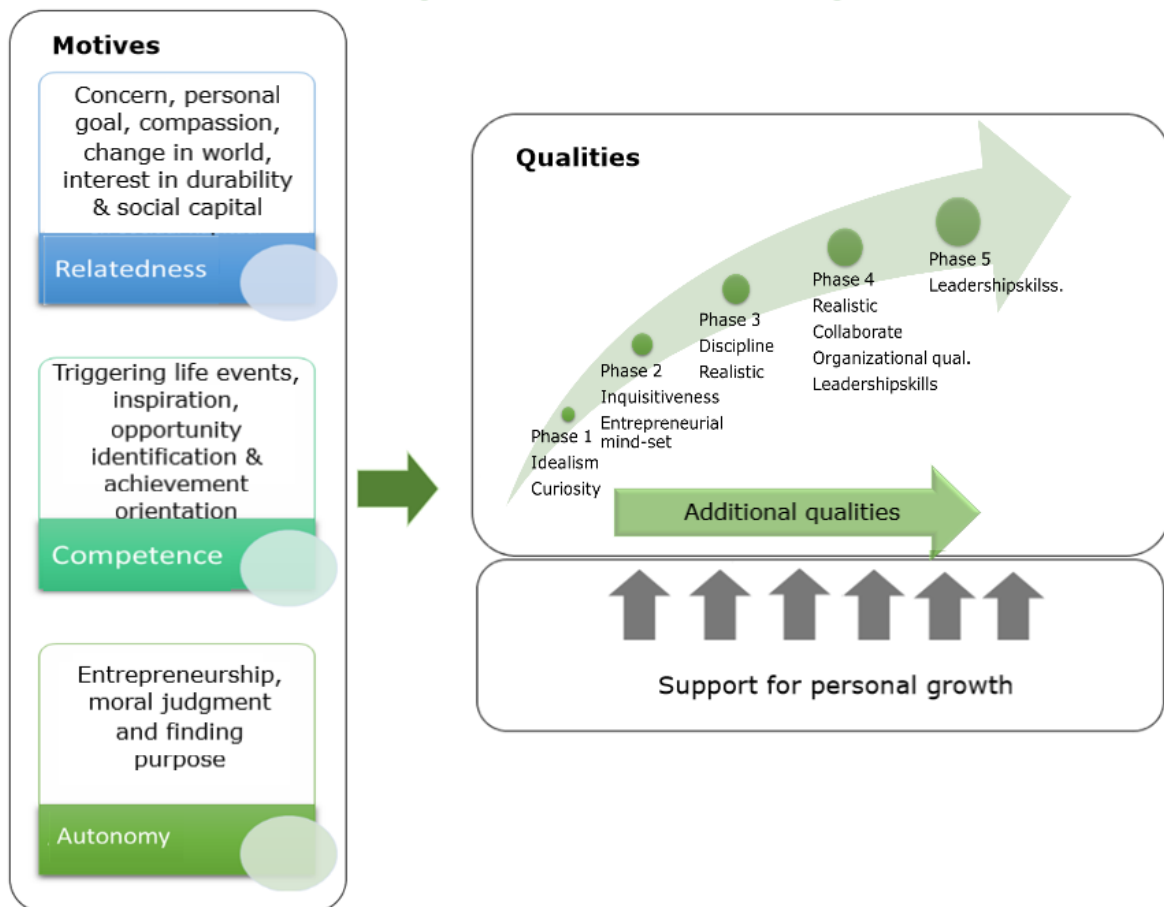 Motives
Concern, personal
goal, compassion,
change in world,
interest in durability
& social capital
Relatedness
Triggering life events,
inspiration,
opportunity
identification &
achievement
orientation
Competence
Entrepreneurship,
moral judgment
and finding
purpose
Autonomy
Qualities
Phase 1
Idealism
Curiosity
Phase 2
Inquisitiveness
Entrepreneurial
mind-set
Phase 3
Discipline
Realistic
Phase 4
Realistic
Collaborate
Organizational qual.
Leadershipskills
Phase 5
Leadershipskilss.
Additional qualities
Support for personal growth